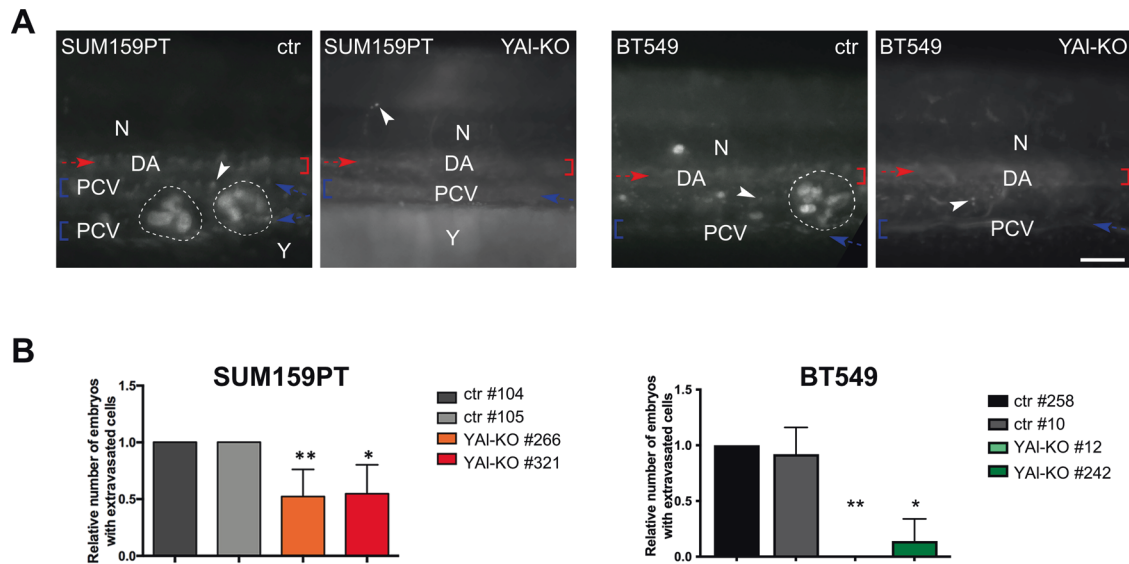 A
SUM159PT ctr
N
DA
PCV
PCV
Y
SUM159PT YAI-KO
N
DA
PCV
Y
BT549 ctr
N
DA
PCV
BT549 YAI-KO
N
DA
PCV
B
SUM159PT
Relative number of embryos
with extravasated cells
1.5
1.0
0.5
0.0
** *
ctr #104
ctr #105
YAI-KO #266
YAI-KO #321
BT549
Relative number of embryos
with extravasated cells
1.5
1.0
0.5
0.0
** *
ctr #258
ctr #10
YAI-KO #12
YAI-KO #242